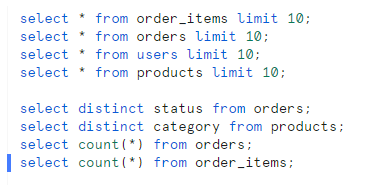 select * from order_items limit 10;
select * from orders limit 10;
select * from users limit 10;
select * from products limit 10;
select distinct status from orders;
select distinct category from products;
select count(*) from orders;
select count(*) from order_items;